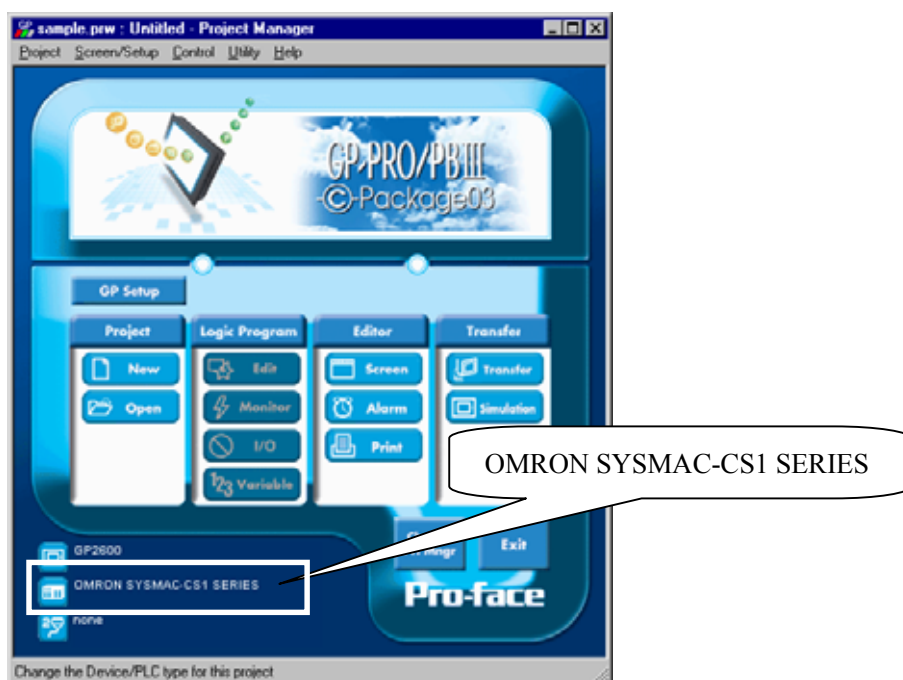 sample.prw : Untitled - Project Manager
Project Screen/Setup Control Utility Help
GP-PRO/PBIII
-C-Package03
GP Setup
Project Logic Program Editor Transfer
New Edit Screen Transfer
Open Monitor Alarm Simulation
I/O Print
123 Variable
OMRON SYSMAC-CS1 SERIES
GP2600
Mngr Exit
OMRON SYSMAC-CS1 SERIES
Pro-face
none
Change the Device/PLC type for this project